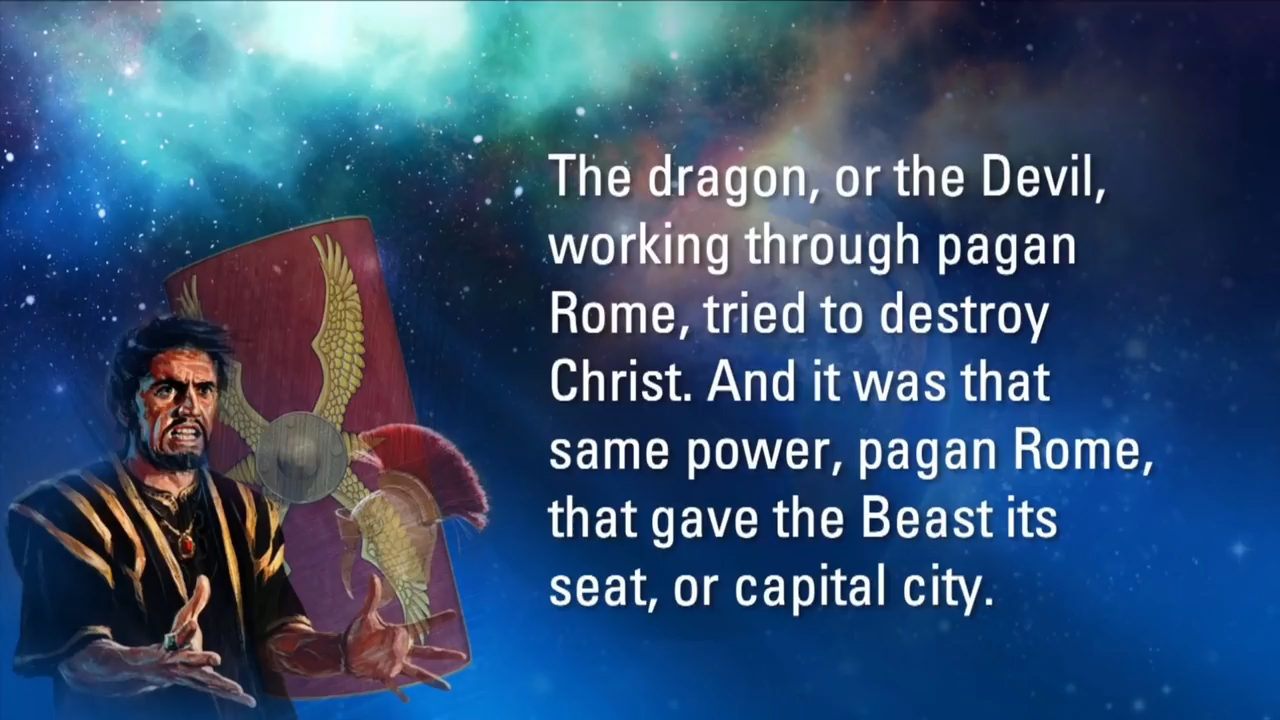 The dragon, or the Devil,
working through pagan
Rome, tried to destroy
Christ. And it was that
same power, pagan Rome,
that gave the Beast its
seat, or capital city.